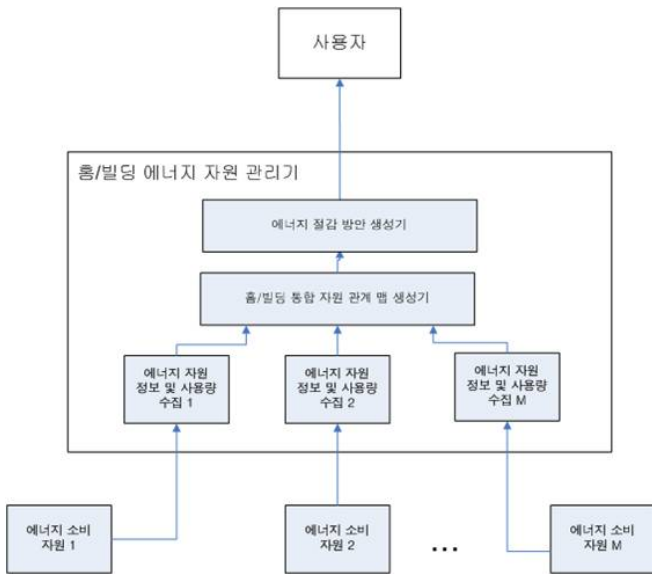 사용자
홈/빌딩 에너지 자원 관리기
에너지 절감 방안 생성기
홈/빌딩 통합 자원 관계 맵 생성기
에너지 자원
정보 및 사용량
수집 1
에너지 자원
정보 및 사용량
수집 2
에너지 자원
정보 및 사용량
수집 M
에너지 소비
자원 1
에너지 소비
자원 2
...
에너지 소비
자원 M